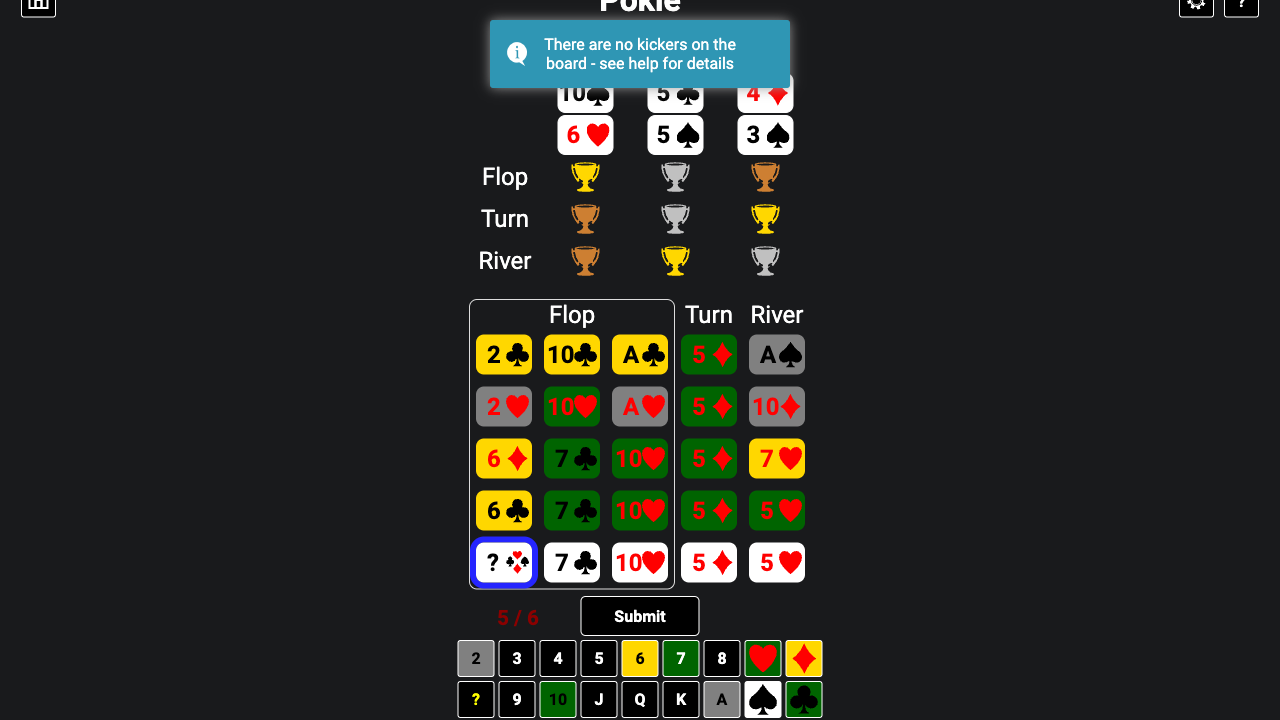 Pokle
?
There are no kickers on the
board - see help for details
10♠ 5♣ 4♦
6♥ 5♠ 3♠
Flop
Turn
River
Flop Turn River
2♣ 10♣ A♣ 5♦ A♠
2♥ 10♥ A♥ 5♦ 10♦
6♦ 7♣ 10♥ 5♦ 7♥
6♣ 7♣ 10♥ 5♦ 5♥
? 7♣ 10♥ 5♦ 5♥
5 / 6 Submit
2 3 4 5 6 7 8 ♥ ♦
? 9 10 J Q K A ♠ ♣